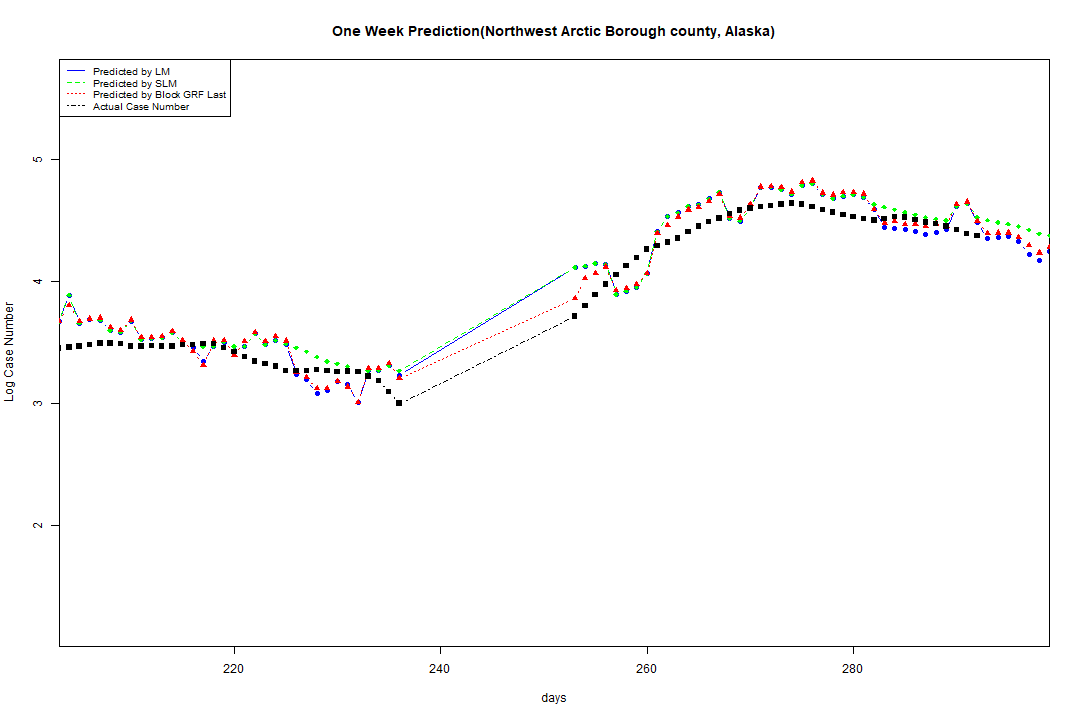 One Week Prediction(Northwest Arctic Borough county, Alaska)
Predicted by LM
Predicted by SLM
Predicted by Block GRF Last
Actual Case Number
5
4
3
2
Log Case Number
220
240
260
280
days